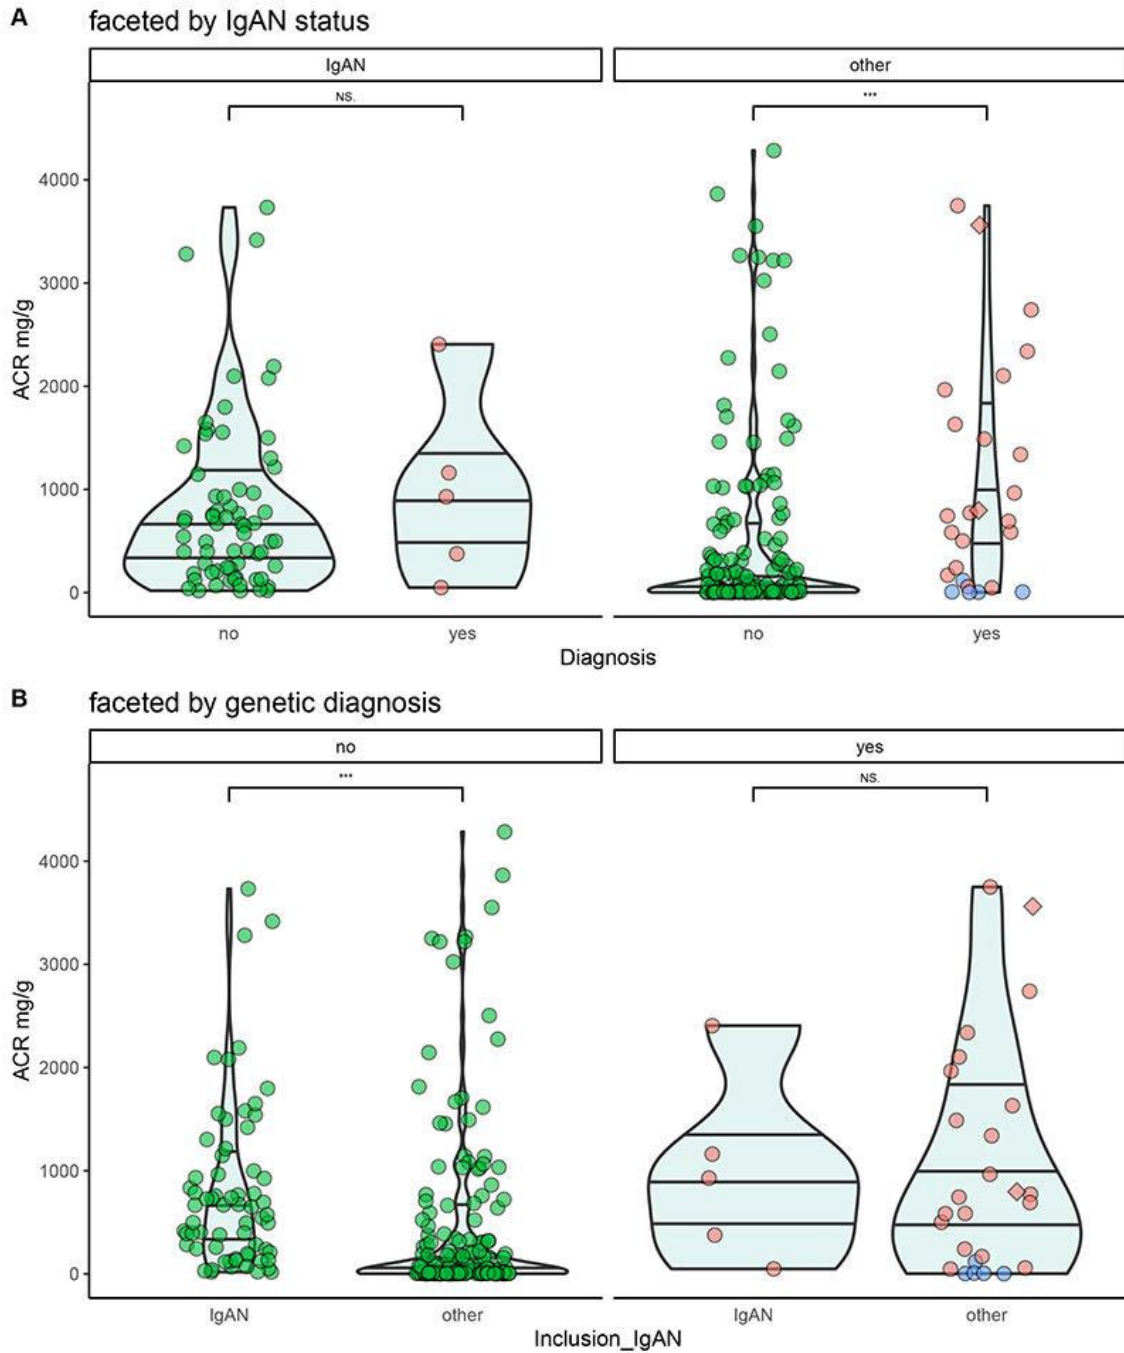 A
faceted by IgAN status
IgAN
other
NS.
***
ACR mg/g
4000
3000
2000
1000
0
no
yes
no
yes
Diagnosis
B
faceted by genetic diagnosis
no
yes
***
NS.
ACR mg/g
4000
3000
2000
1000
0
IgAN
other
IgAN
other
Inclusion_IgAN